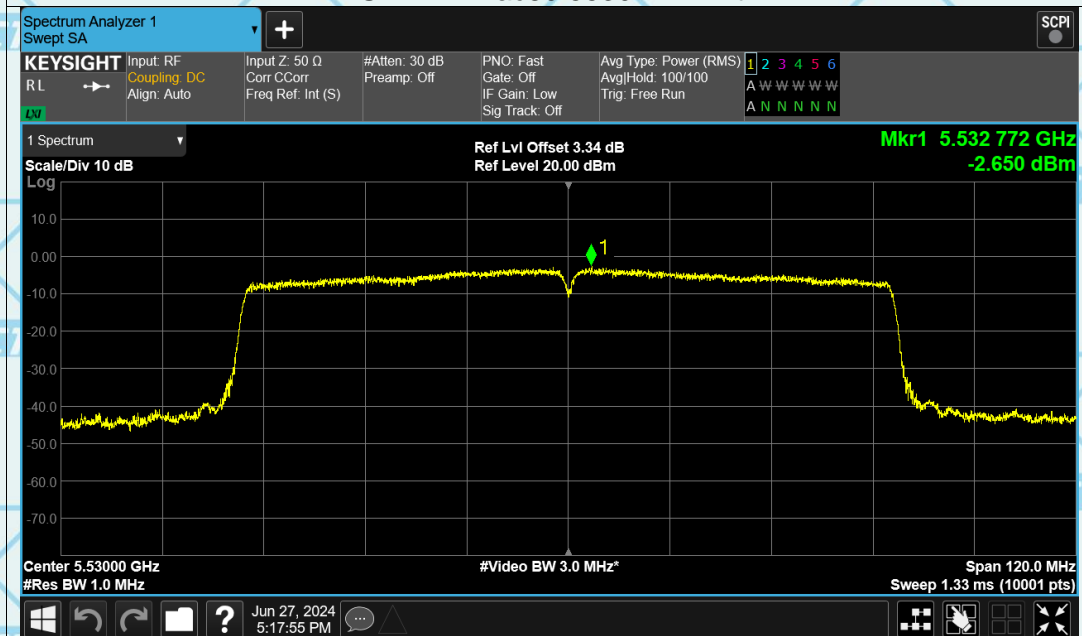 Spectrum Analyzer 1
Swept SA
+
SCPI
KEYSIGHT
RL
LXI
Input: RF
Coupling: DC
Align: Auto
Input Z: 50 Ω
Corr CCorr
Freq Ref: Int (S)
#Atten: 30 dB
Preamp: Off
PNO: Fast
Gate: Off
IF Gain: Low
Sig Track: Off
Avg Type: Power (RMS)
Avg|Hold: 100/100
Trig: Free Run
1 2 3 4 5 6
A W W W W W
A N N N N N
1 Spectrum
Scale/Div 10 dB
Ref Lvl Offset 3.34 dB
Ref Level 20.00 dBm
Mkr1 5.532 772 GHz
-2.650 dBm
Log
10.0
0.00
-10.0
-20.0
-30.0
-40.0
-50.0
-60.0
-70.0
1
Center 5.53000 GHz
#Video BW 3.0 MHz*
Span 120.0 MHz
#Res BW 1.0 MHz
Sweep 1.33 ms (10001 pts)
?
Jun 27, 2024
5:17:55 PM